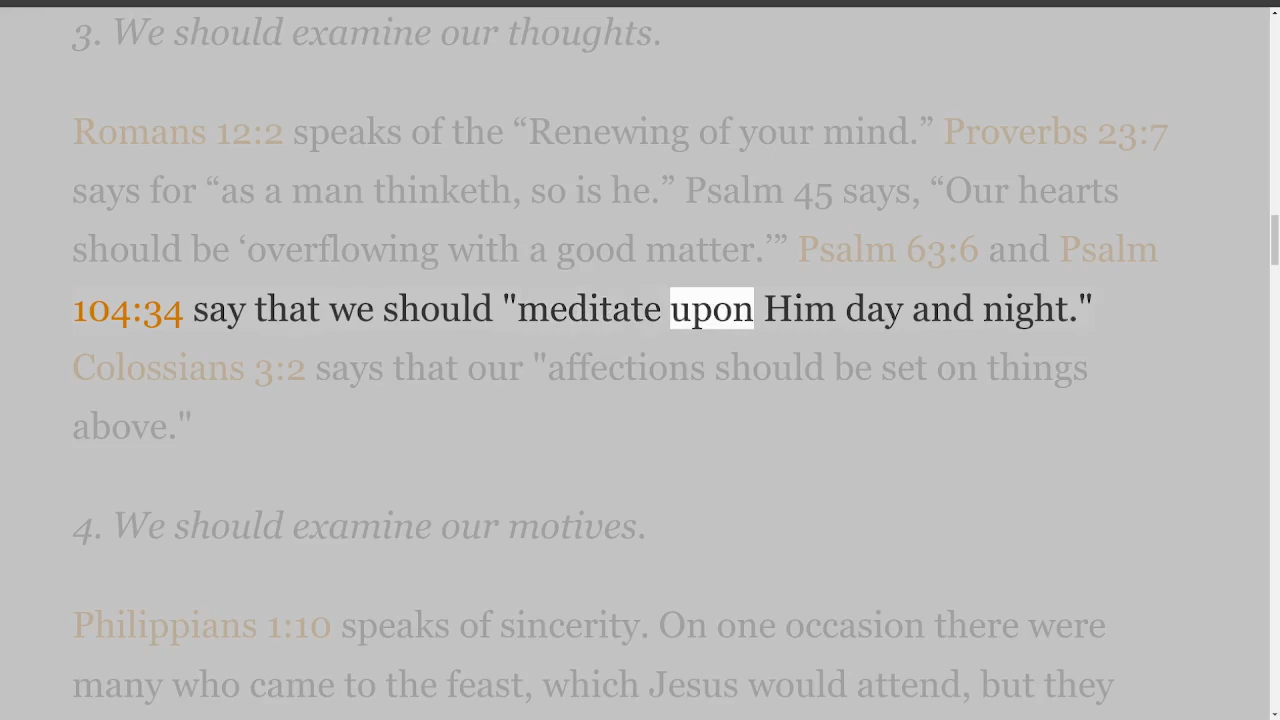 3. We should examine our thoughts.
Romans 12:2 speaks of the “Renewing of your mind.” Proverbs 23:7
says for “as a man thinketh, so is he.” Psalm 45 says, “Our hearts
should be ‘overflowing with a good matter.’” Psalm 63:6 and Psalm
104:34 say that we should "meditate upon Him day and night."
Colossians 3:2 says that our "affections should be set on things
above."
4. We should examine our motives.
Philippians 1:10 speaks of sincerity. On one occasion there were
many who came to the feast, which Jesus would attend, but they